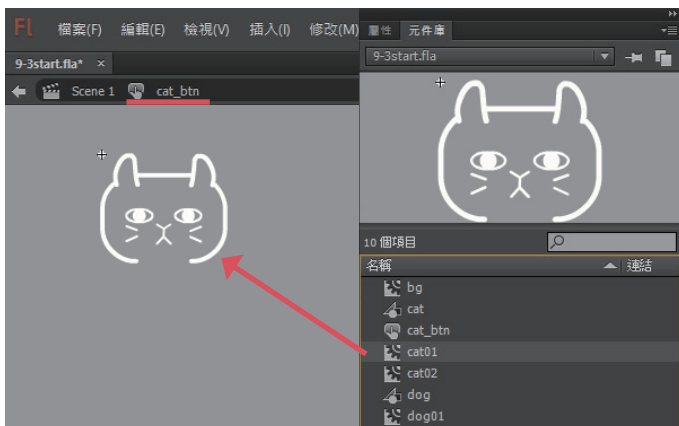 Fl 檔案(F) 編輯(E) 檢視(V) 插入(I) 修改(M)
9-3start.fla* ×
Scene 1 cat_btn
屬性 元件庫
9-3start.fla
10 個項目
名稱 連結
bg
cat
cat_btn
cat01
cat02
dog
dog01